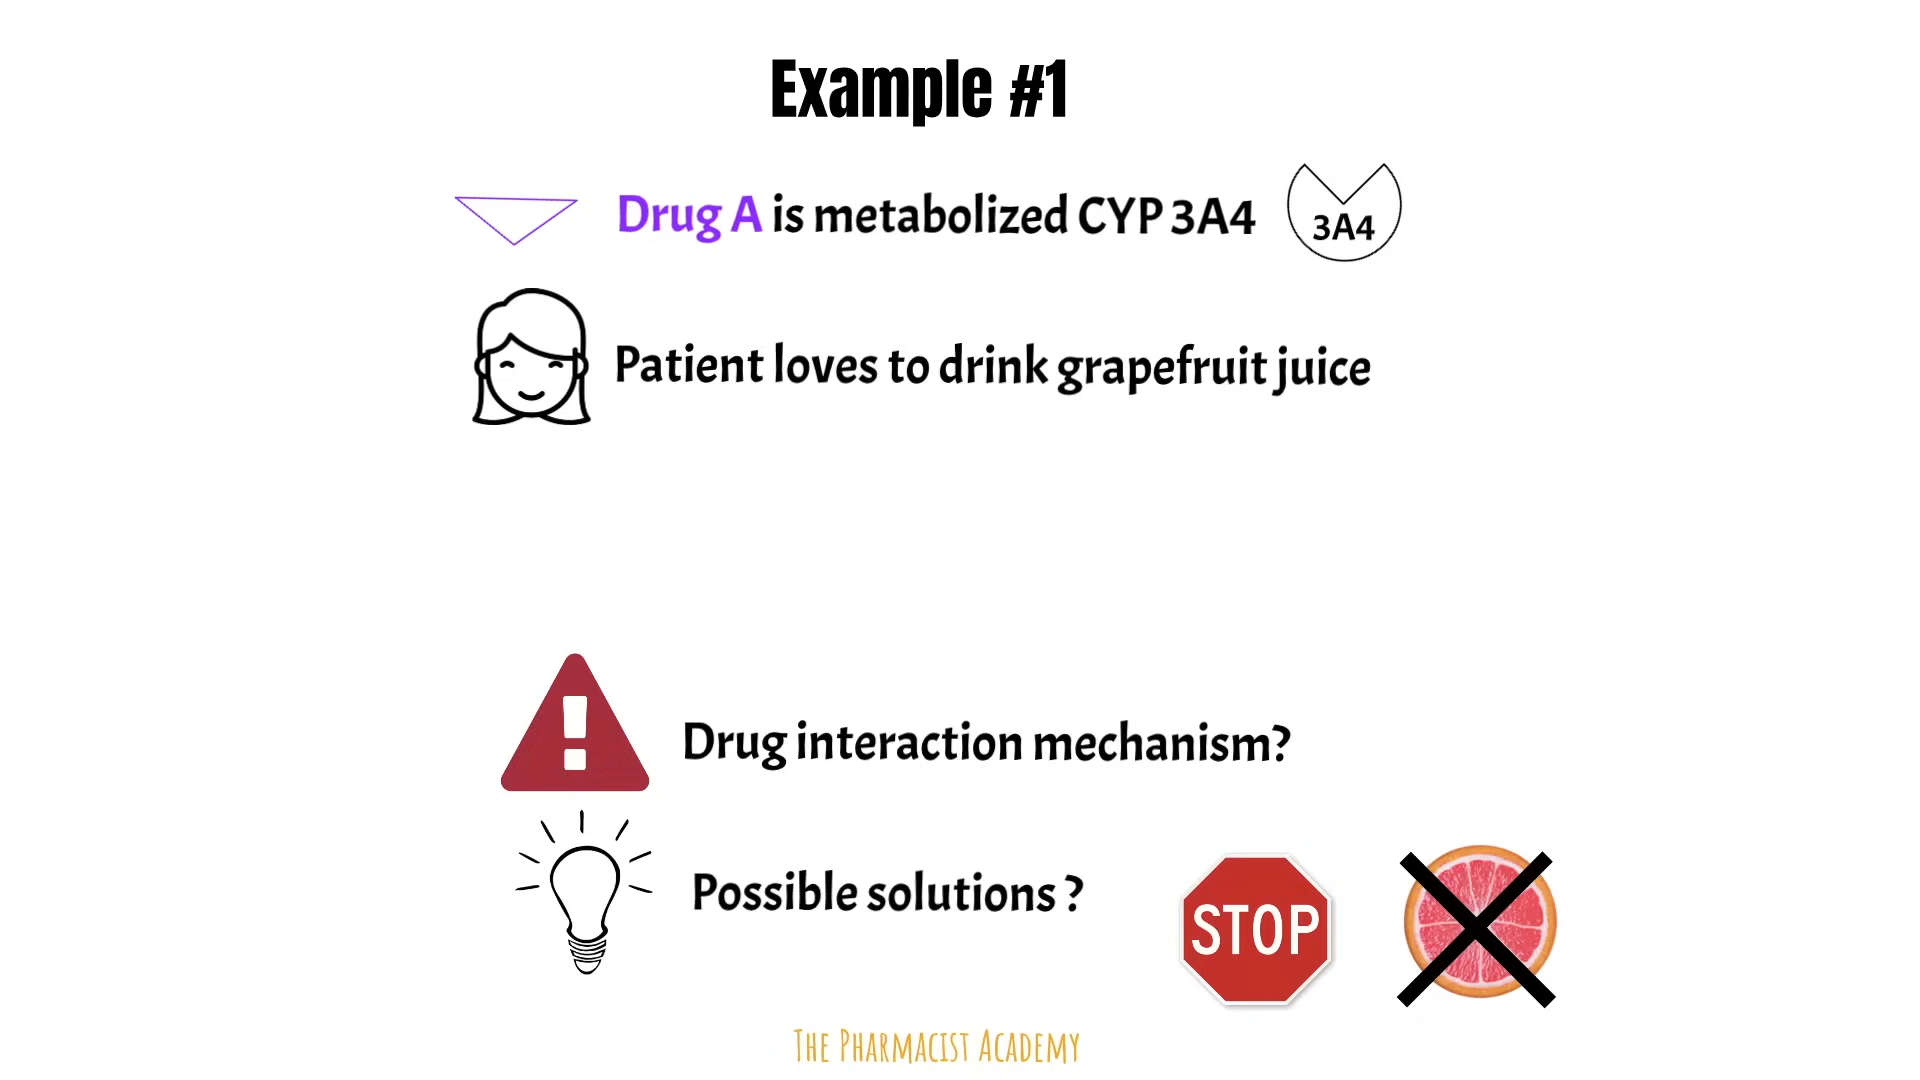 Example #1
Drug A is metabolized CYP 3A4
3A4
Patient loves to drink grapefruit juice
Drug interaction mechanism?
Possible solutions ?
STOP
The Pharmacist Academy